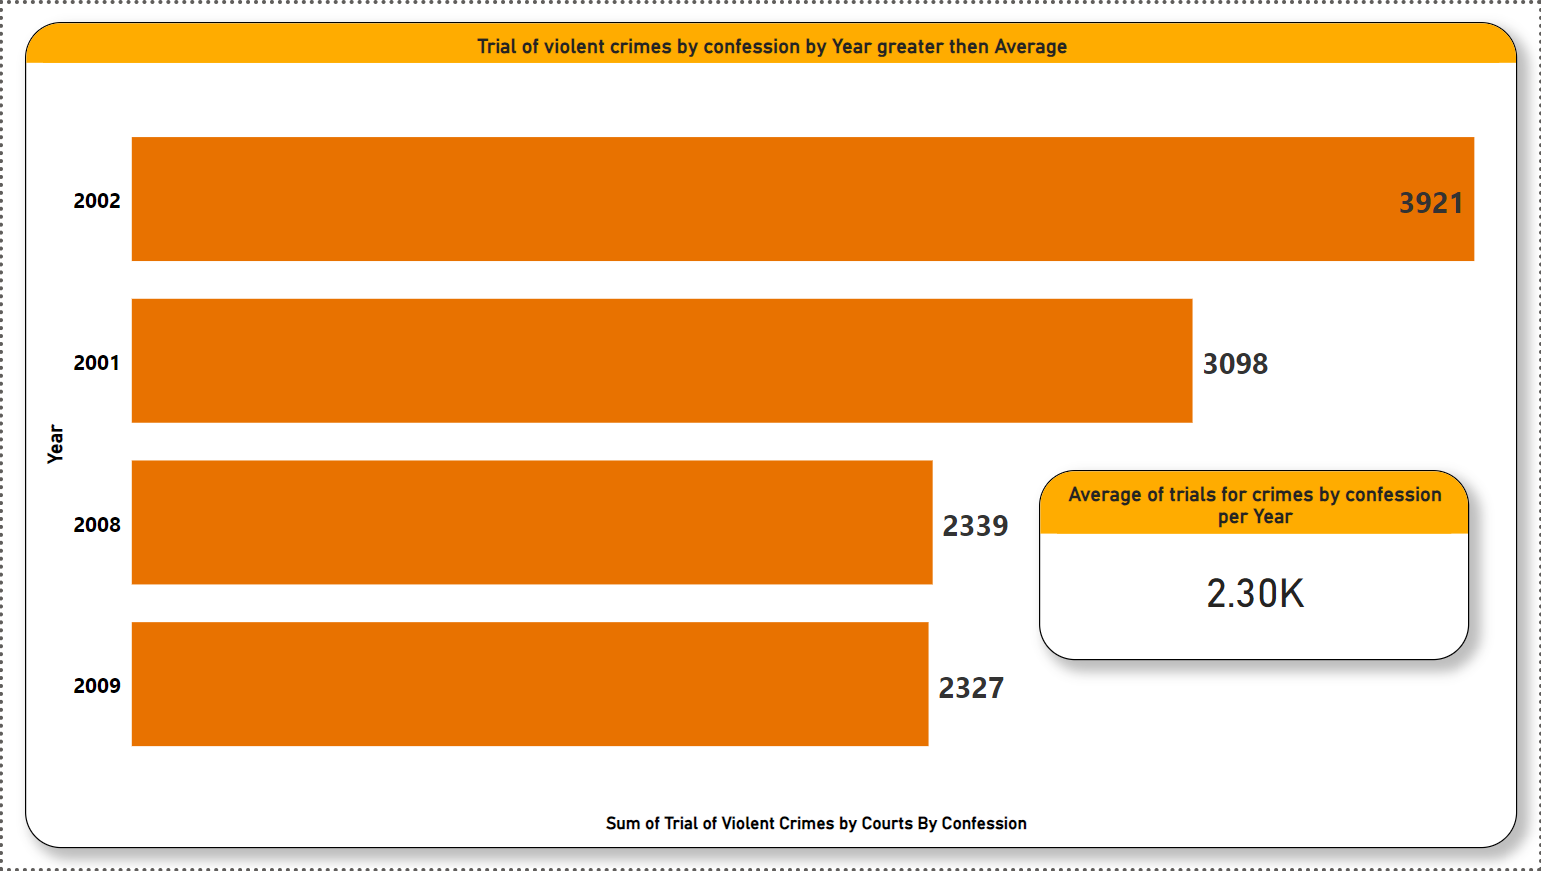 Trial of violent crimes by confession by Year greater then Average
2002
3921
2001
3098
Year
2008
2339
Average of trials for crimes by confession
per Year
2.30K
2009
2327
Sum of Trial of Violent Crimes by Courts By Confession